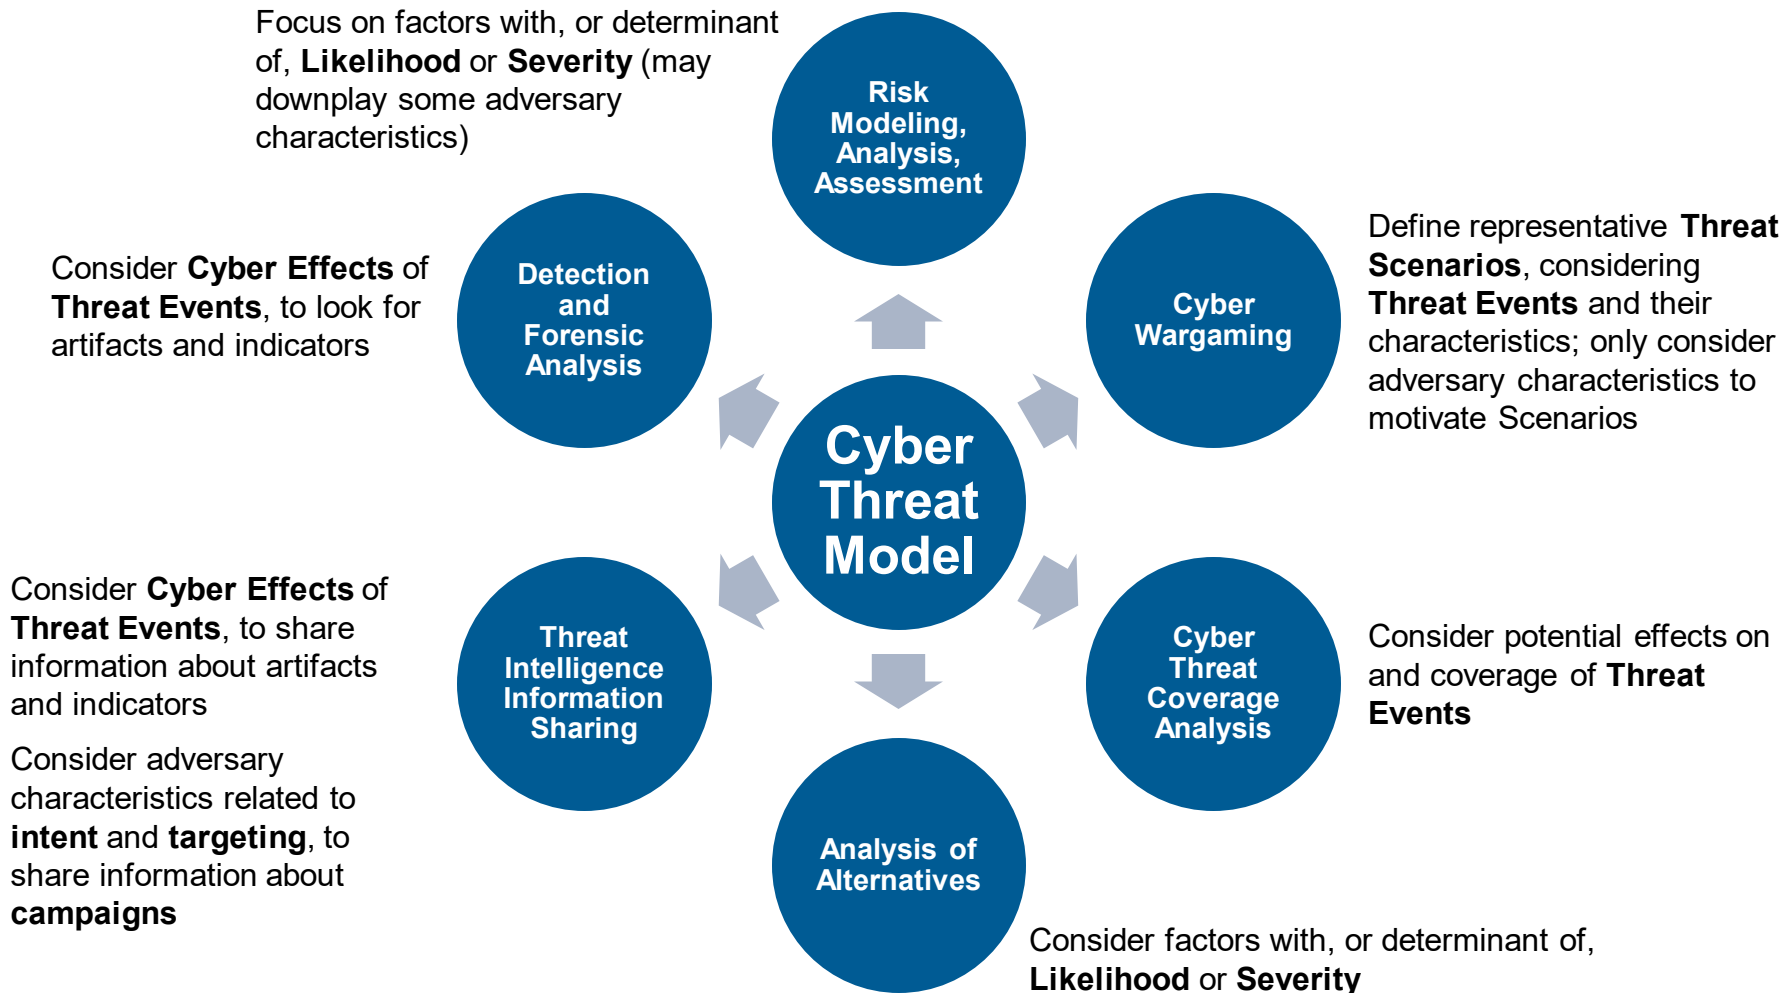 Focus on factors with, or determinant
of, Likelihood or Severity (may
downplay some adversary
characteristics)
Risk
Modeling,
Analysis,
Assessment
Consider Cyber Effects of
Threat Events, to look for
artifacts and indicators
Detection
and
Forensic
Analysis
Cyber
Wargaming
Define representative Threat
Scenarios, considering
Threat Events and their
characteristics; only consider
adversary characteristics to
motivate Scenarios
Cyber
Threat
Model
Consider Cyber Effects of
Threat Events, to share
information about artifacts
and indicators
Consider adversary
characteristics related to
intent and targeting, to
share information about
campaigns
Threat
Intelligence
Information
Sharing
Cyber
Threat
Coverage
Analysis
Consider potential effects on
and coverage of Threat
Events
Analysis of
Alternatives
Consider factors with, or determinant of,
Likelihood or Severity